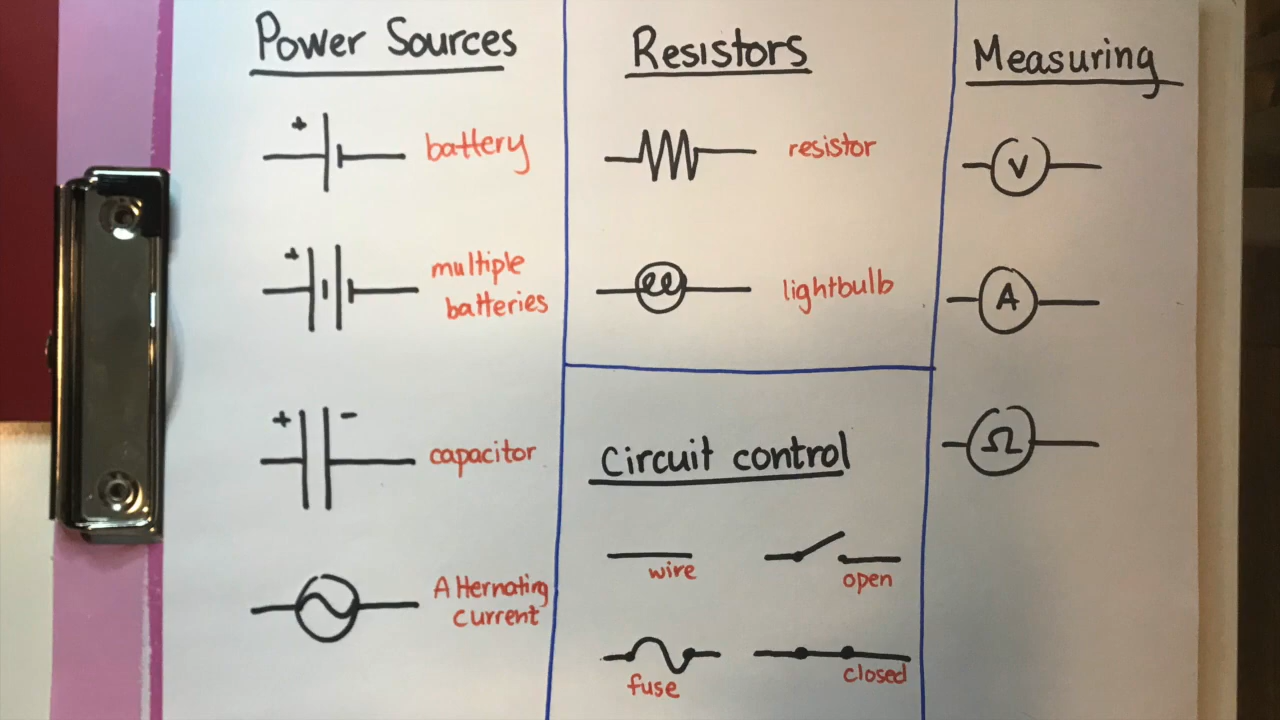 Power Sources
+
battery
+
multiple
batteries
+ -
capacitor
Alternating
current
Resistors
resistor
lightbulb
Circuit control
wire
open
fuse
closed
Measuring
V
A
Ω